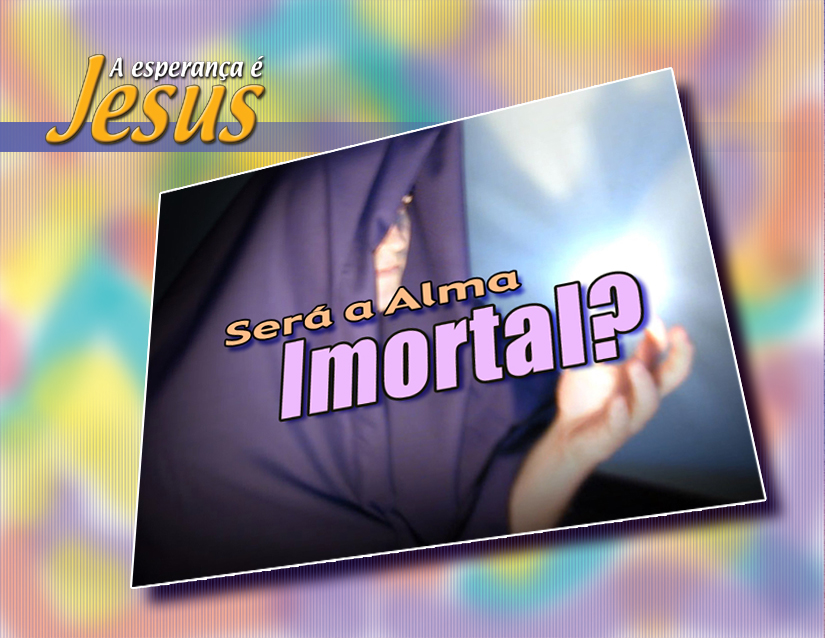 A esperança é
Jesus
Será a Alma
Imortal?